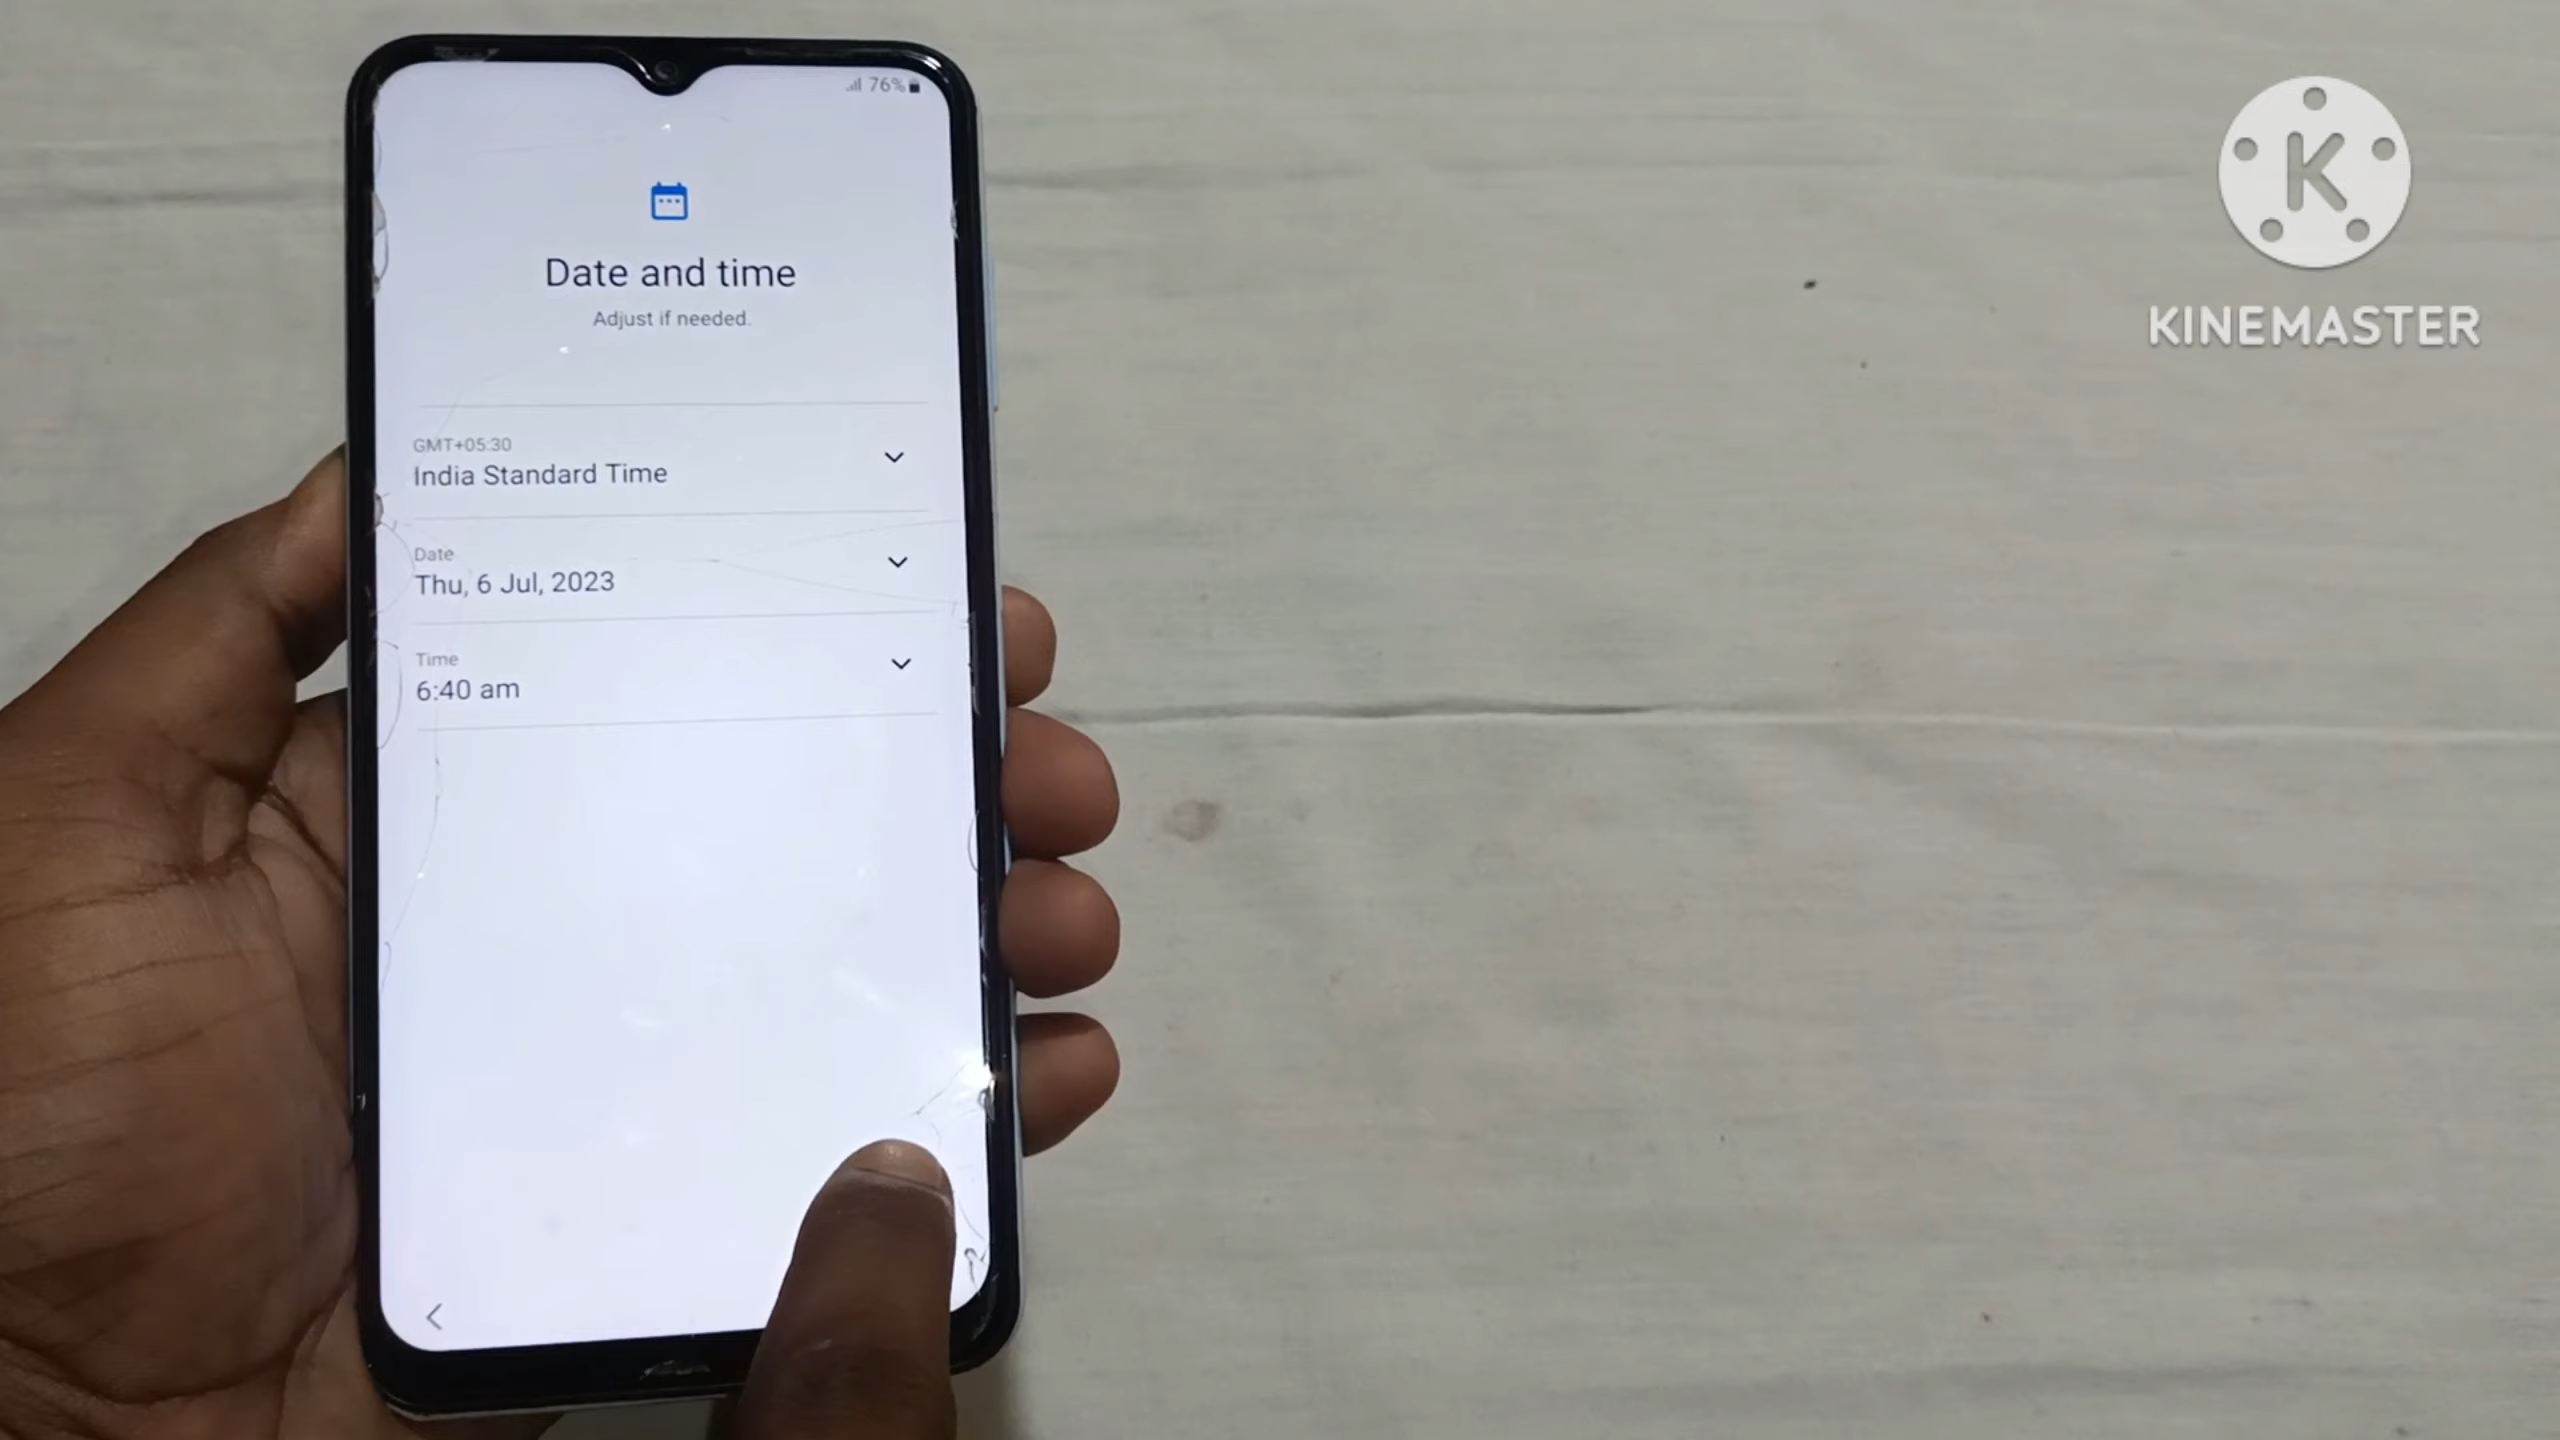 76%
Date and time
Adjust if needed.
GMT+05:30
India Standard Time
Date
Thu, 6 Jul, 2023
Time
6:40 am
K
KINEMASTER